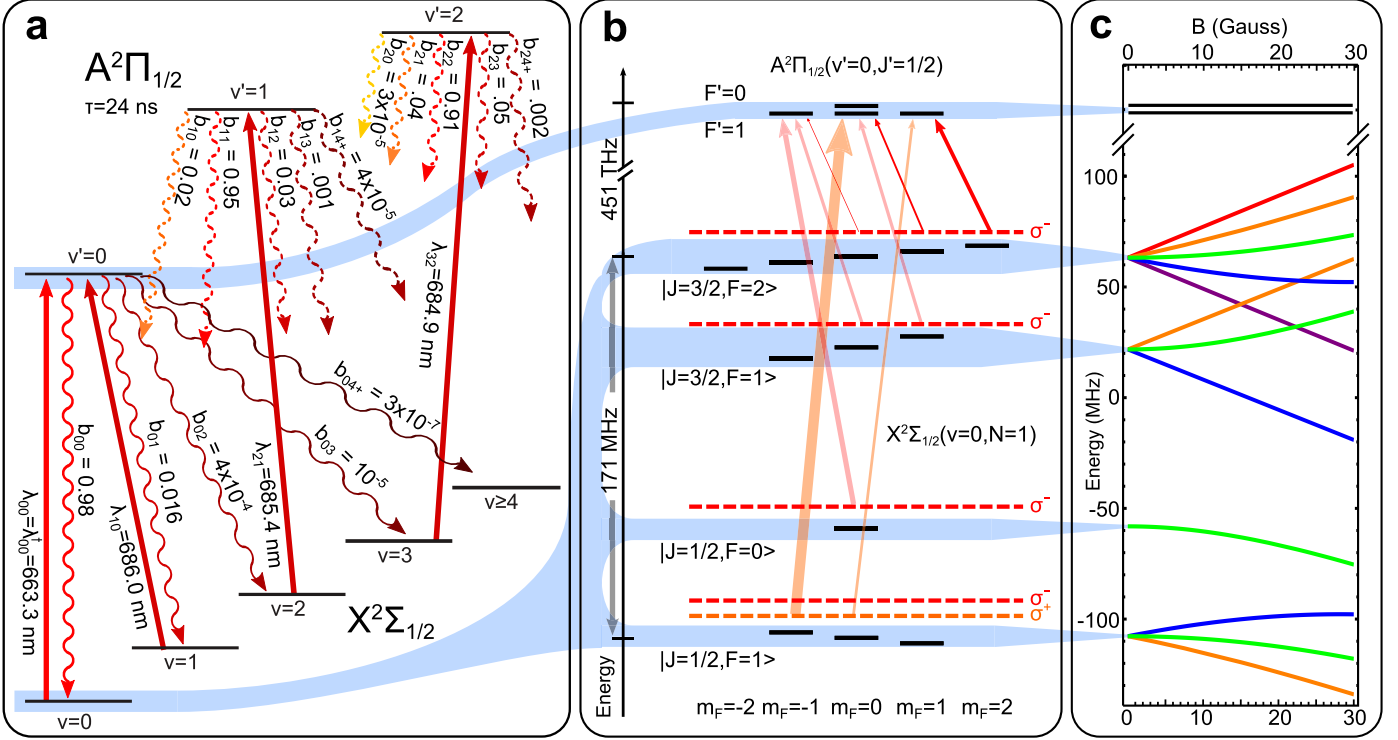 a
A²Π₁/₂
τ=24 ns
v'=2
b₂₀ = 3x10⁻⁵
b₂₁ = .04
b₂₂ = 0.91
b₂₃ = .05
b₂₄₊ = .002
v'=1
b₁₀ = 0.02
b₁₁ = 0.95
b₁₂ = 0.03
b₁₃ = .001
b₁₄₊ = 4x10⁻⁵
v'=0
λ₀₀=λ₀₀†=663.3 nm
b₀₀ = 0.98
λ₁₀=686.0 nm
b₀₁ = 0.016
b₀₂ = 4x10⁻⁴
λ₂₁=685.4 nm
b₀₃ = 10⁻⁵
b₀₄₊ = 3x10⁻⁷
λ₃₂=684.9 nm
v≥4
v=3
v=2
v=1
v=0
X²Σ₁/₂
b
A²Π₁/₂(v'=0,J'=1/2)
F'=0
F'=1
451 THz
σ⁻
|J=3/2,F=2>
σ⁻
|J=3/2,F=1>
171 MHz
X²Σ₁/₂(v=0,N=1)
σ⁻
|J=1/2,F=0>
σ⁻
σ⁺
|J=1/2,F=1>
Energy
m_F=-2 m_F=-1 m_F=0 m_F=1 m_F=2
c
B (Gauss)
0 10 20 30
100
50
0
-50
-100
Energy (MHz)
0 10 20 30